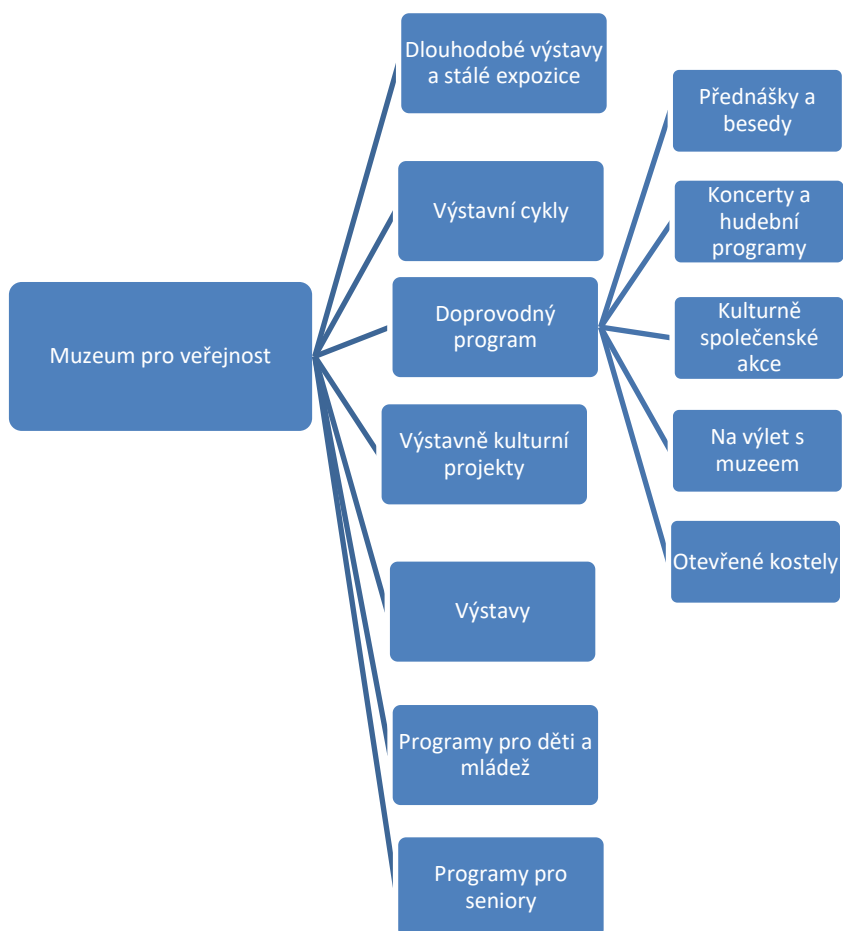 Muzeum pro veřejnost
Dlouhodobé výstavy
a stálé expozice
Výstavní cykly
Doprovodný
program
Výstavně kulturní
projekty
Výstavy
Programy pro děti a
mládež
Programy pro
seniory
Přednášky a
besedy
Koncerty a
hudební
programy
Kulturně
společenské
akce
Na výlet s
muzeem
Otevřené kostely